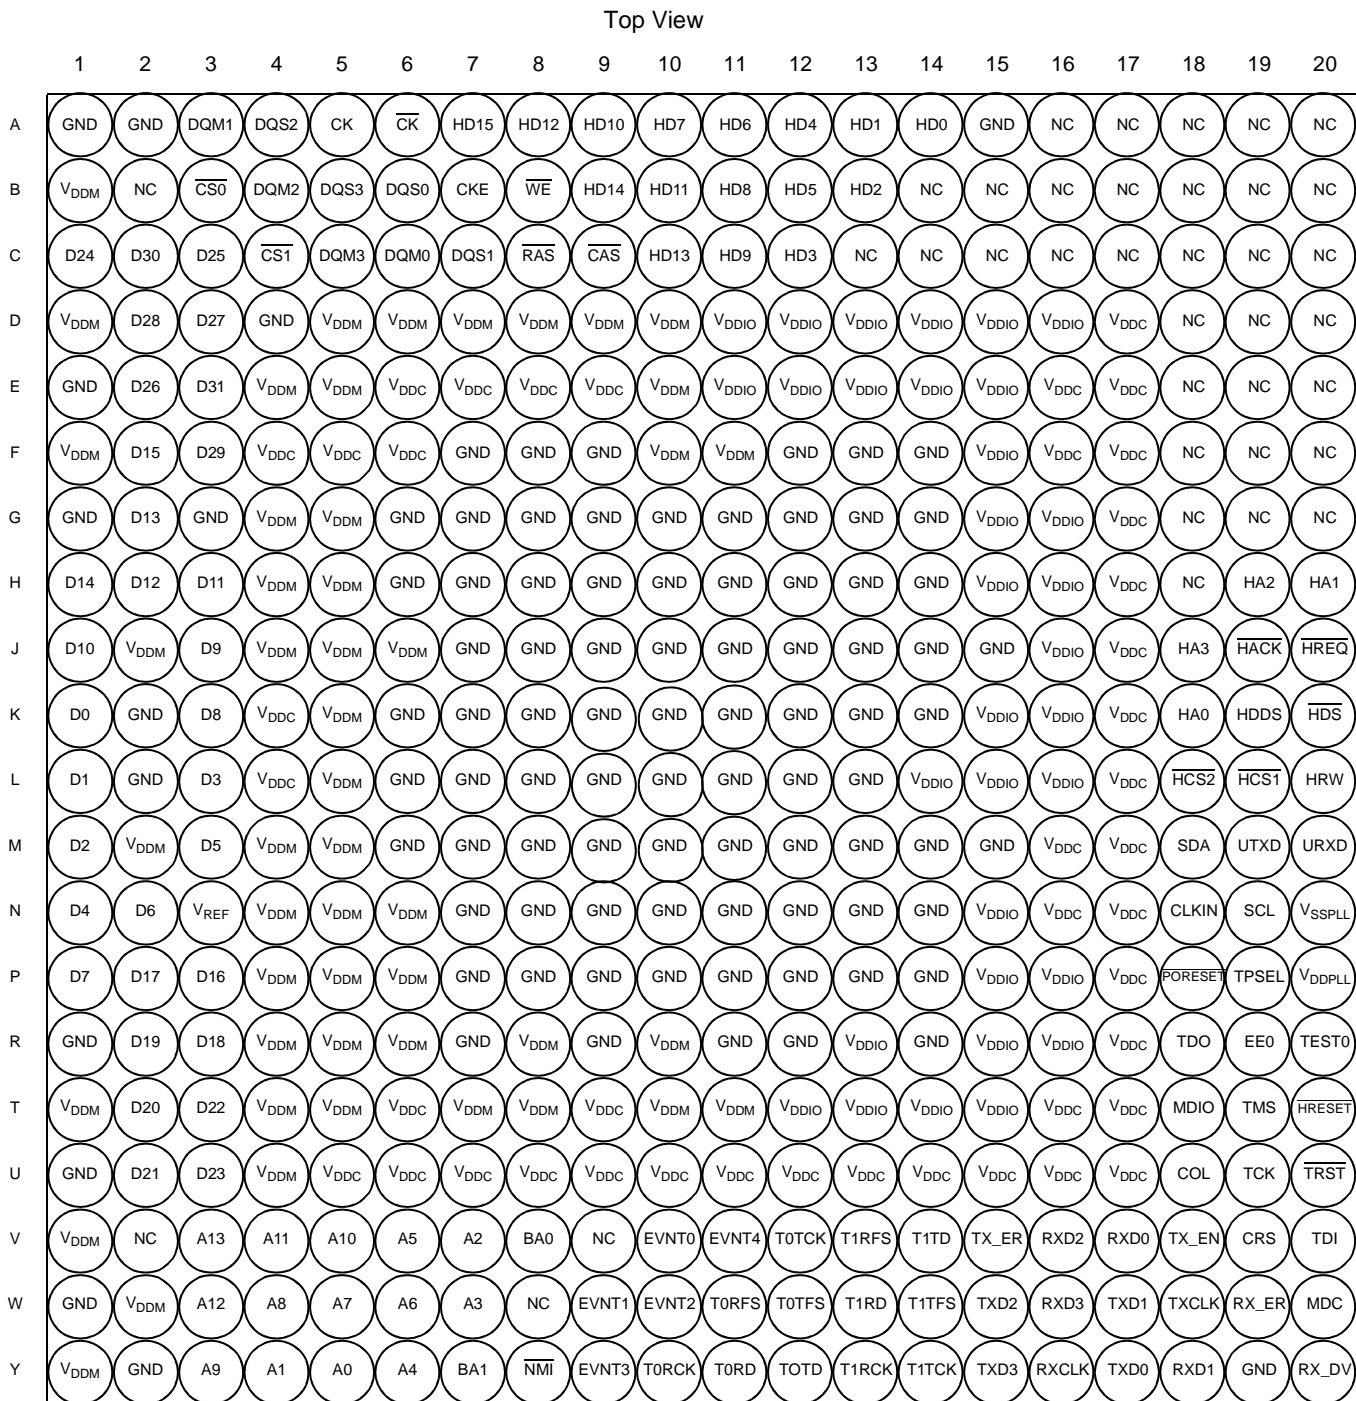 Top View
1 2 3 4 5 6 7 8 9 10 11 12 13 14 15 16 17 18 19 20
A GND GND DQM1 DQS2 CK C̅K̅ HD15 HD12 HD10 HD7 HD6 HD4 HD1 HD0 GND NC NC NC NC NC
B VDDM NC C̅S̅0̅ DQM2 DQS3 DQS0 CKE W̅E̅ HD14 HD11 HD8 HD5 HD2 NC NC NC NC NC NC NC
C D24 D30 D25 C̅S̅1̅ DQM3 DQM0 DQS1 R̅A̅S̅ C̅A̅S̅ HD13 HD9 HD3 NC NC NC NC NC NC NC NC
D VDDM D28 D27 GND VDDM VDDM VDDM VDDM VDDM VDDM VDDIO VDDIO VDDIO VDDIO VDDIO VDDIO VDDC NC NC NC
E GND D26 D31 VDDM VDDM VDDC VDDC VDDC VDDC VDDM VDDIO VDDIO VDDIO VDDIO VDDIO VDDC VDDC NC NC NC
F VDDM D15 D29 VDDC VDDC VDDC GND GND GND VDDM VDDM GND GND GND VDDIO VDDC VDDC NC NC NC
G GND D13 GND VDDM VDDM GND GND GND GND GND GND GND GND GND VDDIO VDDIO VDDC NC NC NC
H D14 D12 D11 VDDM VDDM GND GND GND GND GND GND GND GND GND VDDIO VDDIO VDDC NC HA2 HA1
J D10 VDDM D9 VDDM VDDM VDDM GND GND GND GND GND GND GND GND GND VDDIO VDDC HA3 H̅A̅C̅K̅ H̅R̅E̅Q̅
K D0 GND D8 VDDC VDDM GND GND GND GND GND GND GND GND GND VDDIO VDDIO VDDC HA0 HDDS H̅D̅S̅
L D1 GND D3 VDDC VDDM GND GND GND GND GND GND GND GND VDDIO VDDIO VDDIO VDDC H̅C̅S̅2̅ H̅C̅S̅1̅ HRW
M D2 VDDM D5 VDDM VDDM GND GND GND GND GND GND GND GND GND GND VDDC VDDC SDA UTXD URXD
N D4 D6 VREF VDDM VDDM VDDM GND GND GND GND GND GND GND GND VDDIO VDDC VDDC CLKIN SCL VSSPLL
P D7 D17 D16 VDDM VDDM VDDM GND GND GND GND GND GND GND GND VDDIO VDDIO VDDC P̅O̅R̅E̅S̅E̅T̅ TPSEL VDDPLL
R GND D19 D18 VDDM VDDM VDDM GND VDDM GND VDDM GND GND VDDIO GND VDDIO VDDIO VDDC TDO EE0 TEST0
T VDDM D20 D22 VDDM VDDM VDDC VDDM VDDM VDDC VDDM VDDM VDDIO VDDIO VDDIO VDDIO VDDC VDDC MDIO TMS H̅R̅E̅S̅E̅T̅
U GND D21 D23 VDDM VDDC VDDC VDDC VDDC VDDC VDDC VDDC VDDC VDDC VDDC VDDC VDDC VDDC COL TCK T̅R̅S̅T̅
V VDDM NC A13 A11 A10 A5 A2 BA0 NC EVNT0 EVNT4 T0TCK T1RFS T1TD TX_ER RXD2 RXD0 TX_EN CRS TDI
W GND VDDM A12 A8 A7 A6 A3 NC EVNT1 EVNT2 T0RFS T0TFS T1RD T1TFS TXD2 RXD3 TXD1 TXCLK RX_ER MDC
Y VDDM GND A9 A1 A0 A4 BA1 N̅M̅I̅ EVNT3 T0RCK T0RD TOTD T1RCK T1TCK TXD3 RXCLK TXD0 RXD1 GND RX_DV